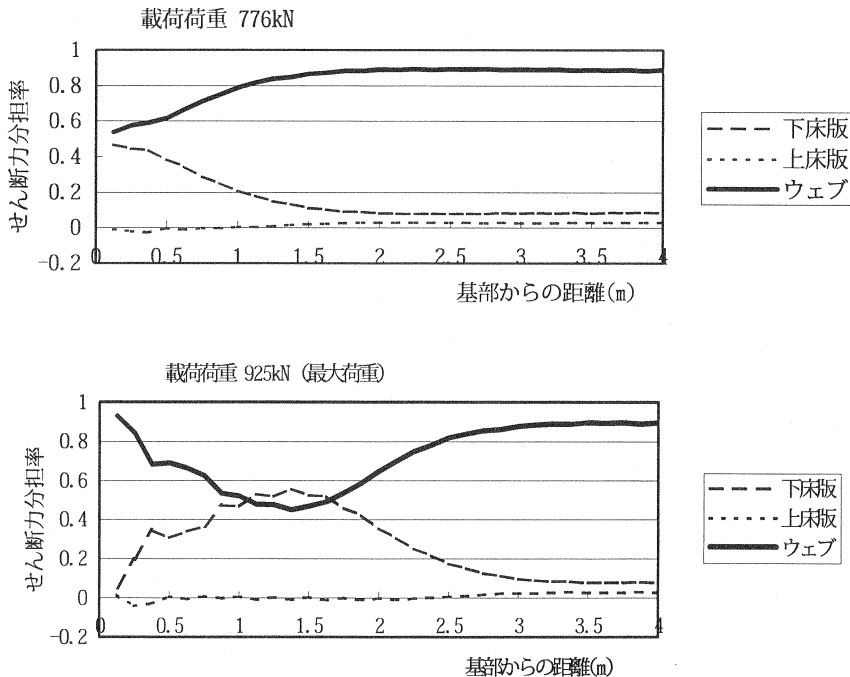 載荷荷重 776kN
せん断力分担率
1
0.8
0.6
0.4
0.2
0
-0.2
0 0.5 1 1.5 2 2.5 3 3.5 4
基部からの距離(m)
下床版
上床版
ウェブ
載荷荷重 925kN (最大荷重)
せん断力分担率
1
0.8
0.6
0.4
0.2
0
-0.2
0 0.5 1 1.5 2 2.5 3 3.5 4
基部からの距離(m)
下床版
上床版
ウェブ